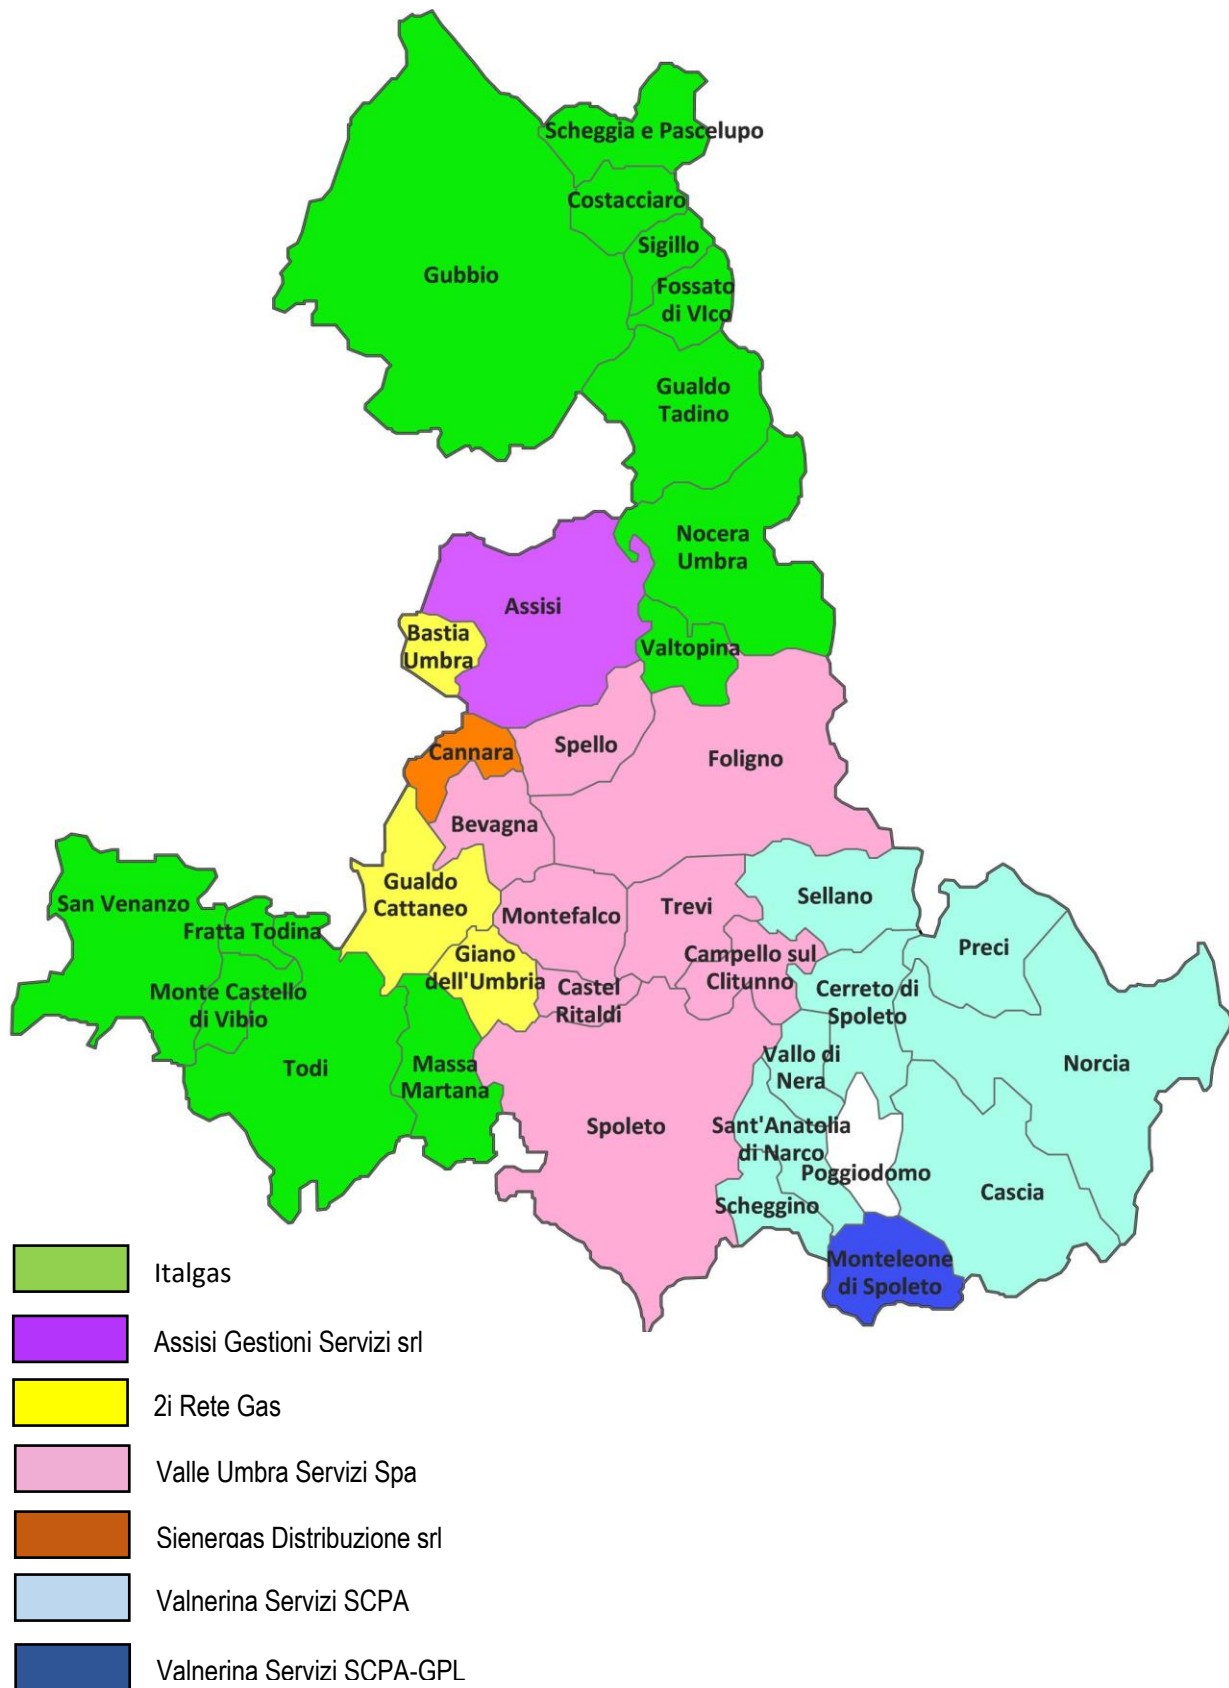 Scheggia e Pascelupo
Costacciaro
Sigillo
Gubbio
Fossato
di VIco
Gualdo
Tadino
Nocera
Umbra
Assisi
Bastia
Umbra
Valtopina
Cannara
Spello
Foligno
Bevagna
Gualdo
Cattaneo
San Venanzo
Fratta Todina
Montefalco
Trevi
Sellano
Preci
Giano
dell'Umbria
Campello sul
Clitunno
Castel
Ritaldi
Cerreto di
Spoleto
Monte Castello
di Vibio
Todi
Massa
Martana
Vallo di
Nera
Norcia
Spoleto
Sant'Anatolia
di Narco
Poggiodomo
Scheggino
Cascia
Monteleone
di Spoleto
Italgas
Assisi Gestioni Servizi srl
2i Rete Gas
Valle Umbra Servizi Spa
Sienergas Distribuzione srl
Valnerina Servizi SCPA
Valnerina Servizi SCPA-GPL